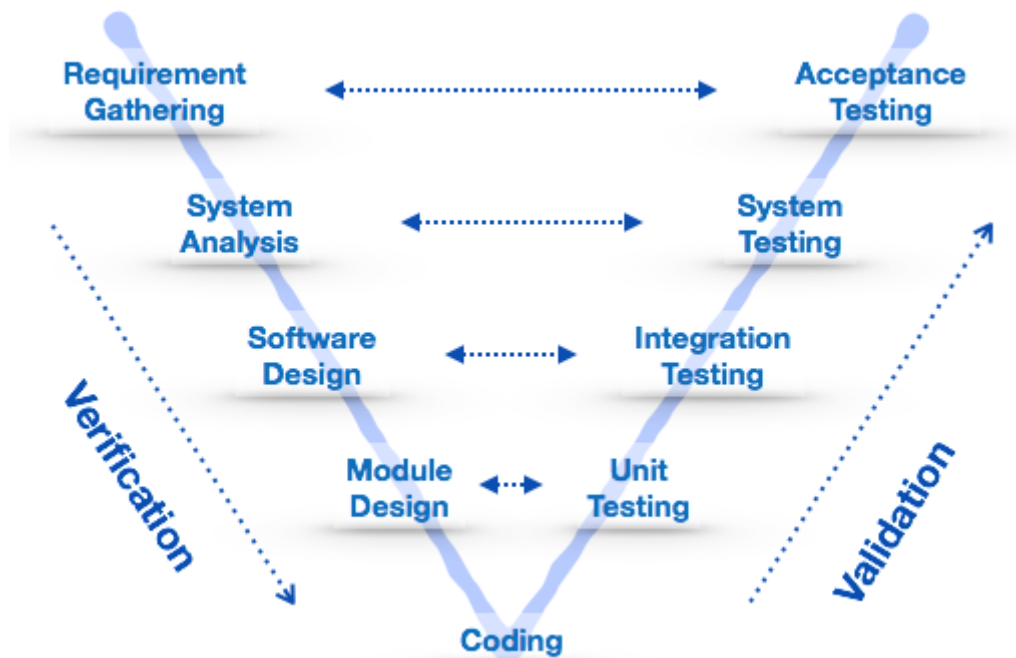 Requirement
Gathering
Acceptance
Testing
System
Analysis
System
Testing
Software
Design
Integration
Testing
Module
Design
Unit
Testing
Coding
Verification
Validation